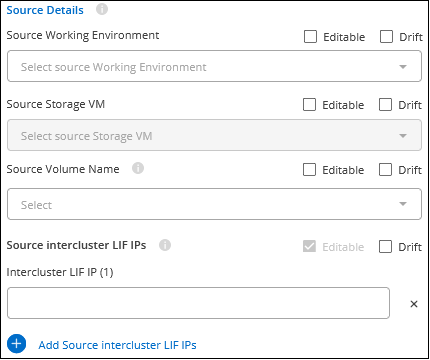 Source Details
Source Working Environment Editable Drift
Select source Working Environment
Source Storage VM Editable Drift
Select source Storage VM
Source Volume Name Editable Drift
Select
Source intercluster LIF IPs Editable Drift
Intercluster LIF IP (1)
Add Source intercluster LIF IPs